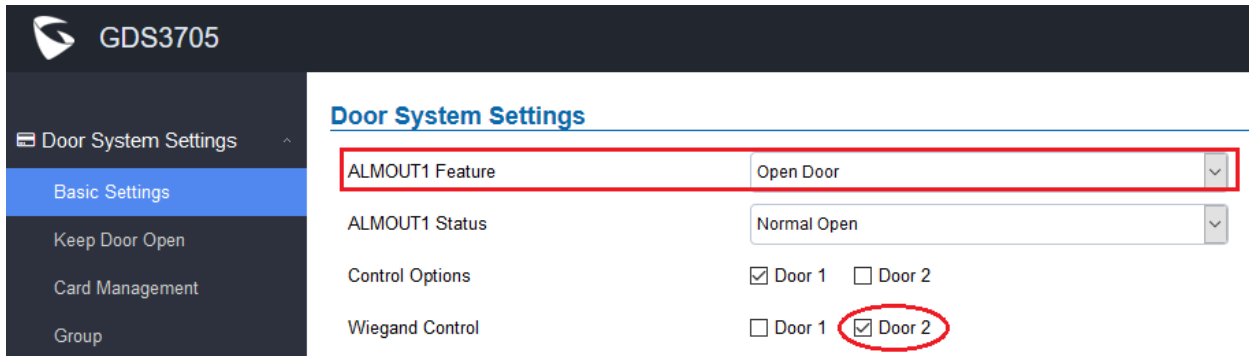 GDS3705
Door System Settings
Basic Settings
Keep Door Open
Card Management
Group
Door System Settings
ALMOUT1 Feature Open Door
ALMOUT1 Status Normal Open
Control Options Door 1 Door 2
Wiegand Control Door 1 Door 2